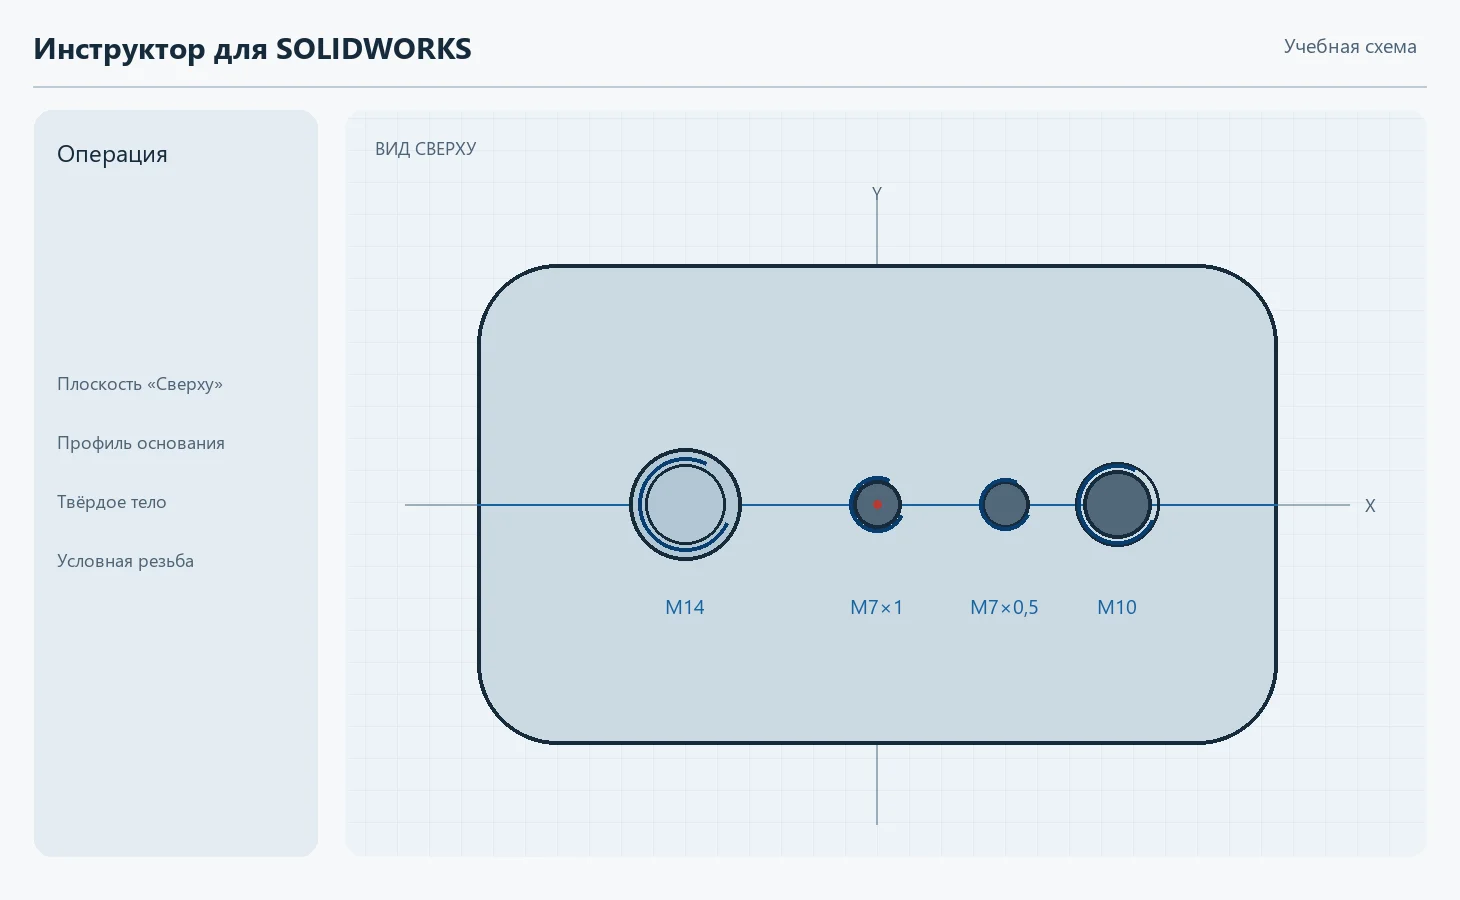 Инструктор для SOLIDWORKS
Учебная схема
Операция
Плоскость «Сверху»
Профиль основания
Твёрдое тело
Условная резьба
ВИД СВЕРХУ
Y
X
M14
M7×1
M7×0,5
M10